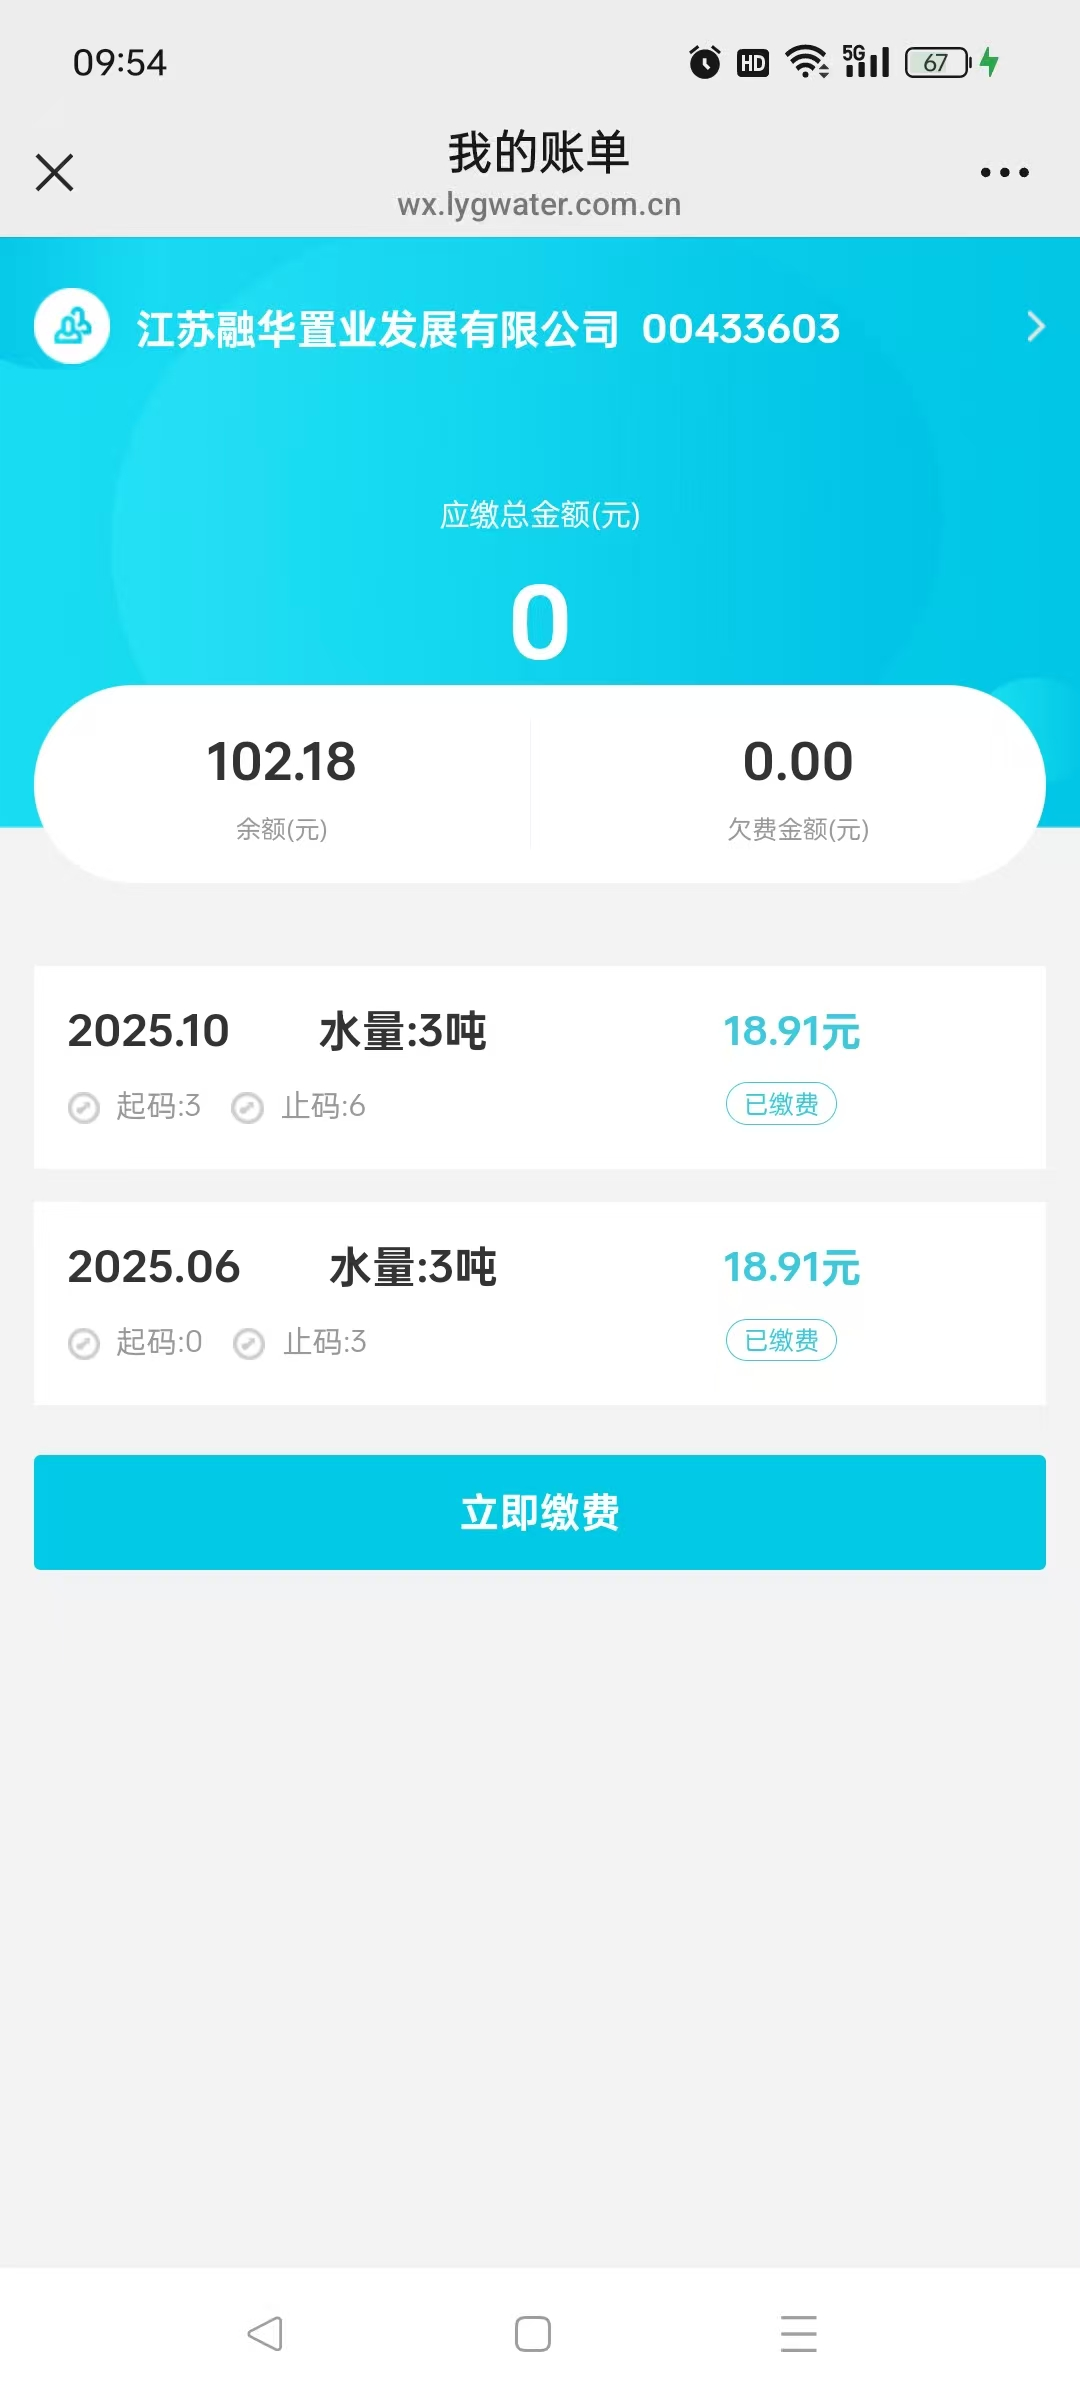 09:54
HD 5G 67
我的账单
wx.lygwater.com.cn
江苏融华置业发展有限公司 00433603
应缴总金额(元)
0
102.18 0.00
余额(元) 欠费金额(元)
2025.10 水量:3吨 18.91元
起码:3 止码:6 已缴费
2025.06 水量:3吨 18.91元
起码:0 止码:3 已缴费
立即缴费